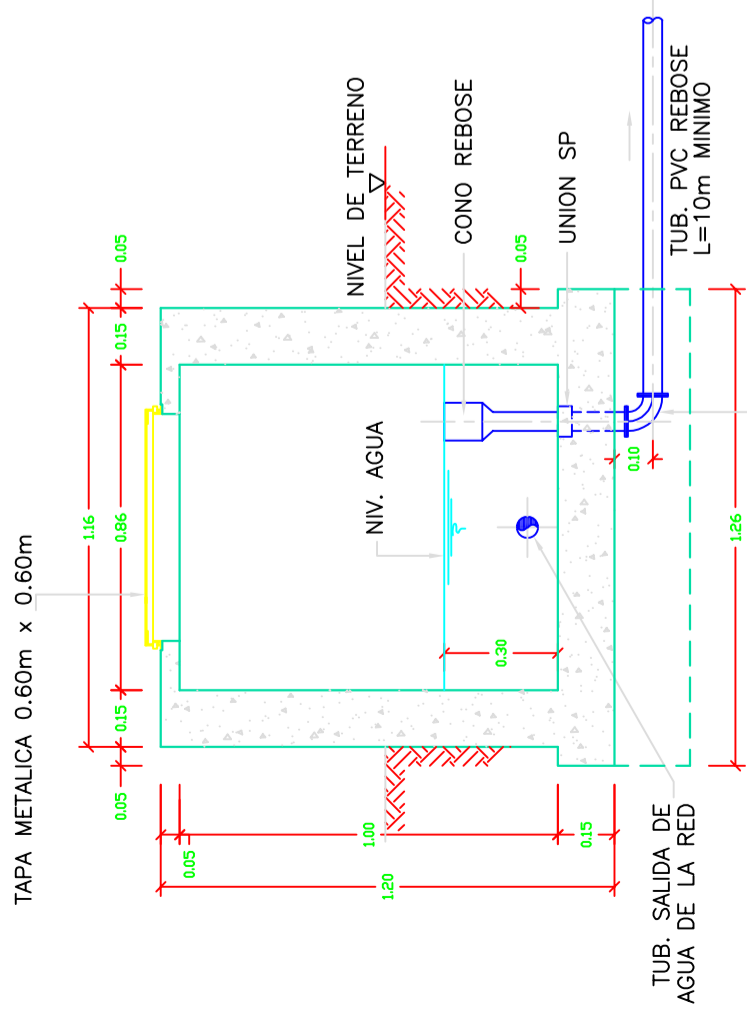 TAPA METALICA 0.60m x 0.60m
0.05
0.15
0.86
1.16
0.15
0.05
NIVEL DE TERRENO
CONO REBOSE
UNION SP
TUB. PVC REBOSE
L=10m MINIMO
NIV. AGUA
0.05
0.30
0.10
1.26
0.05
1.00
0.15
1.20
TUB. SALIDA DE
AGUA DE LA RED